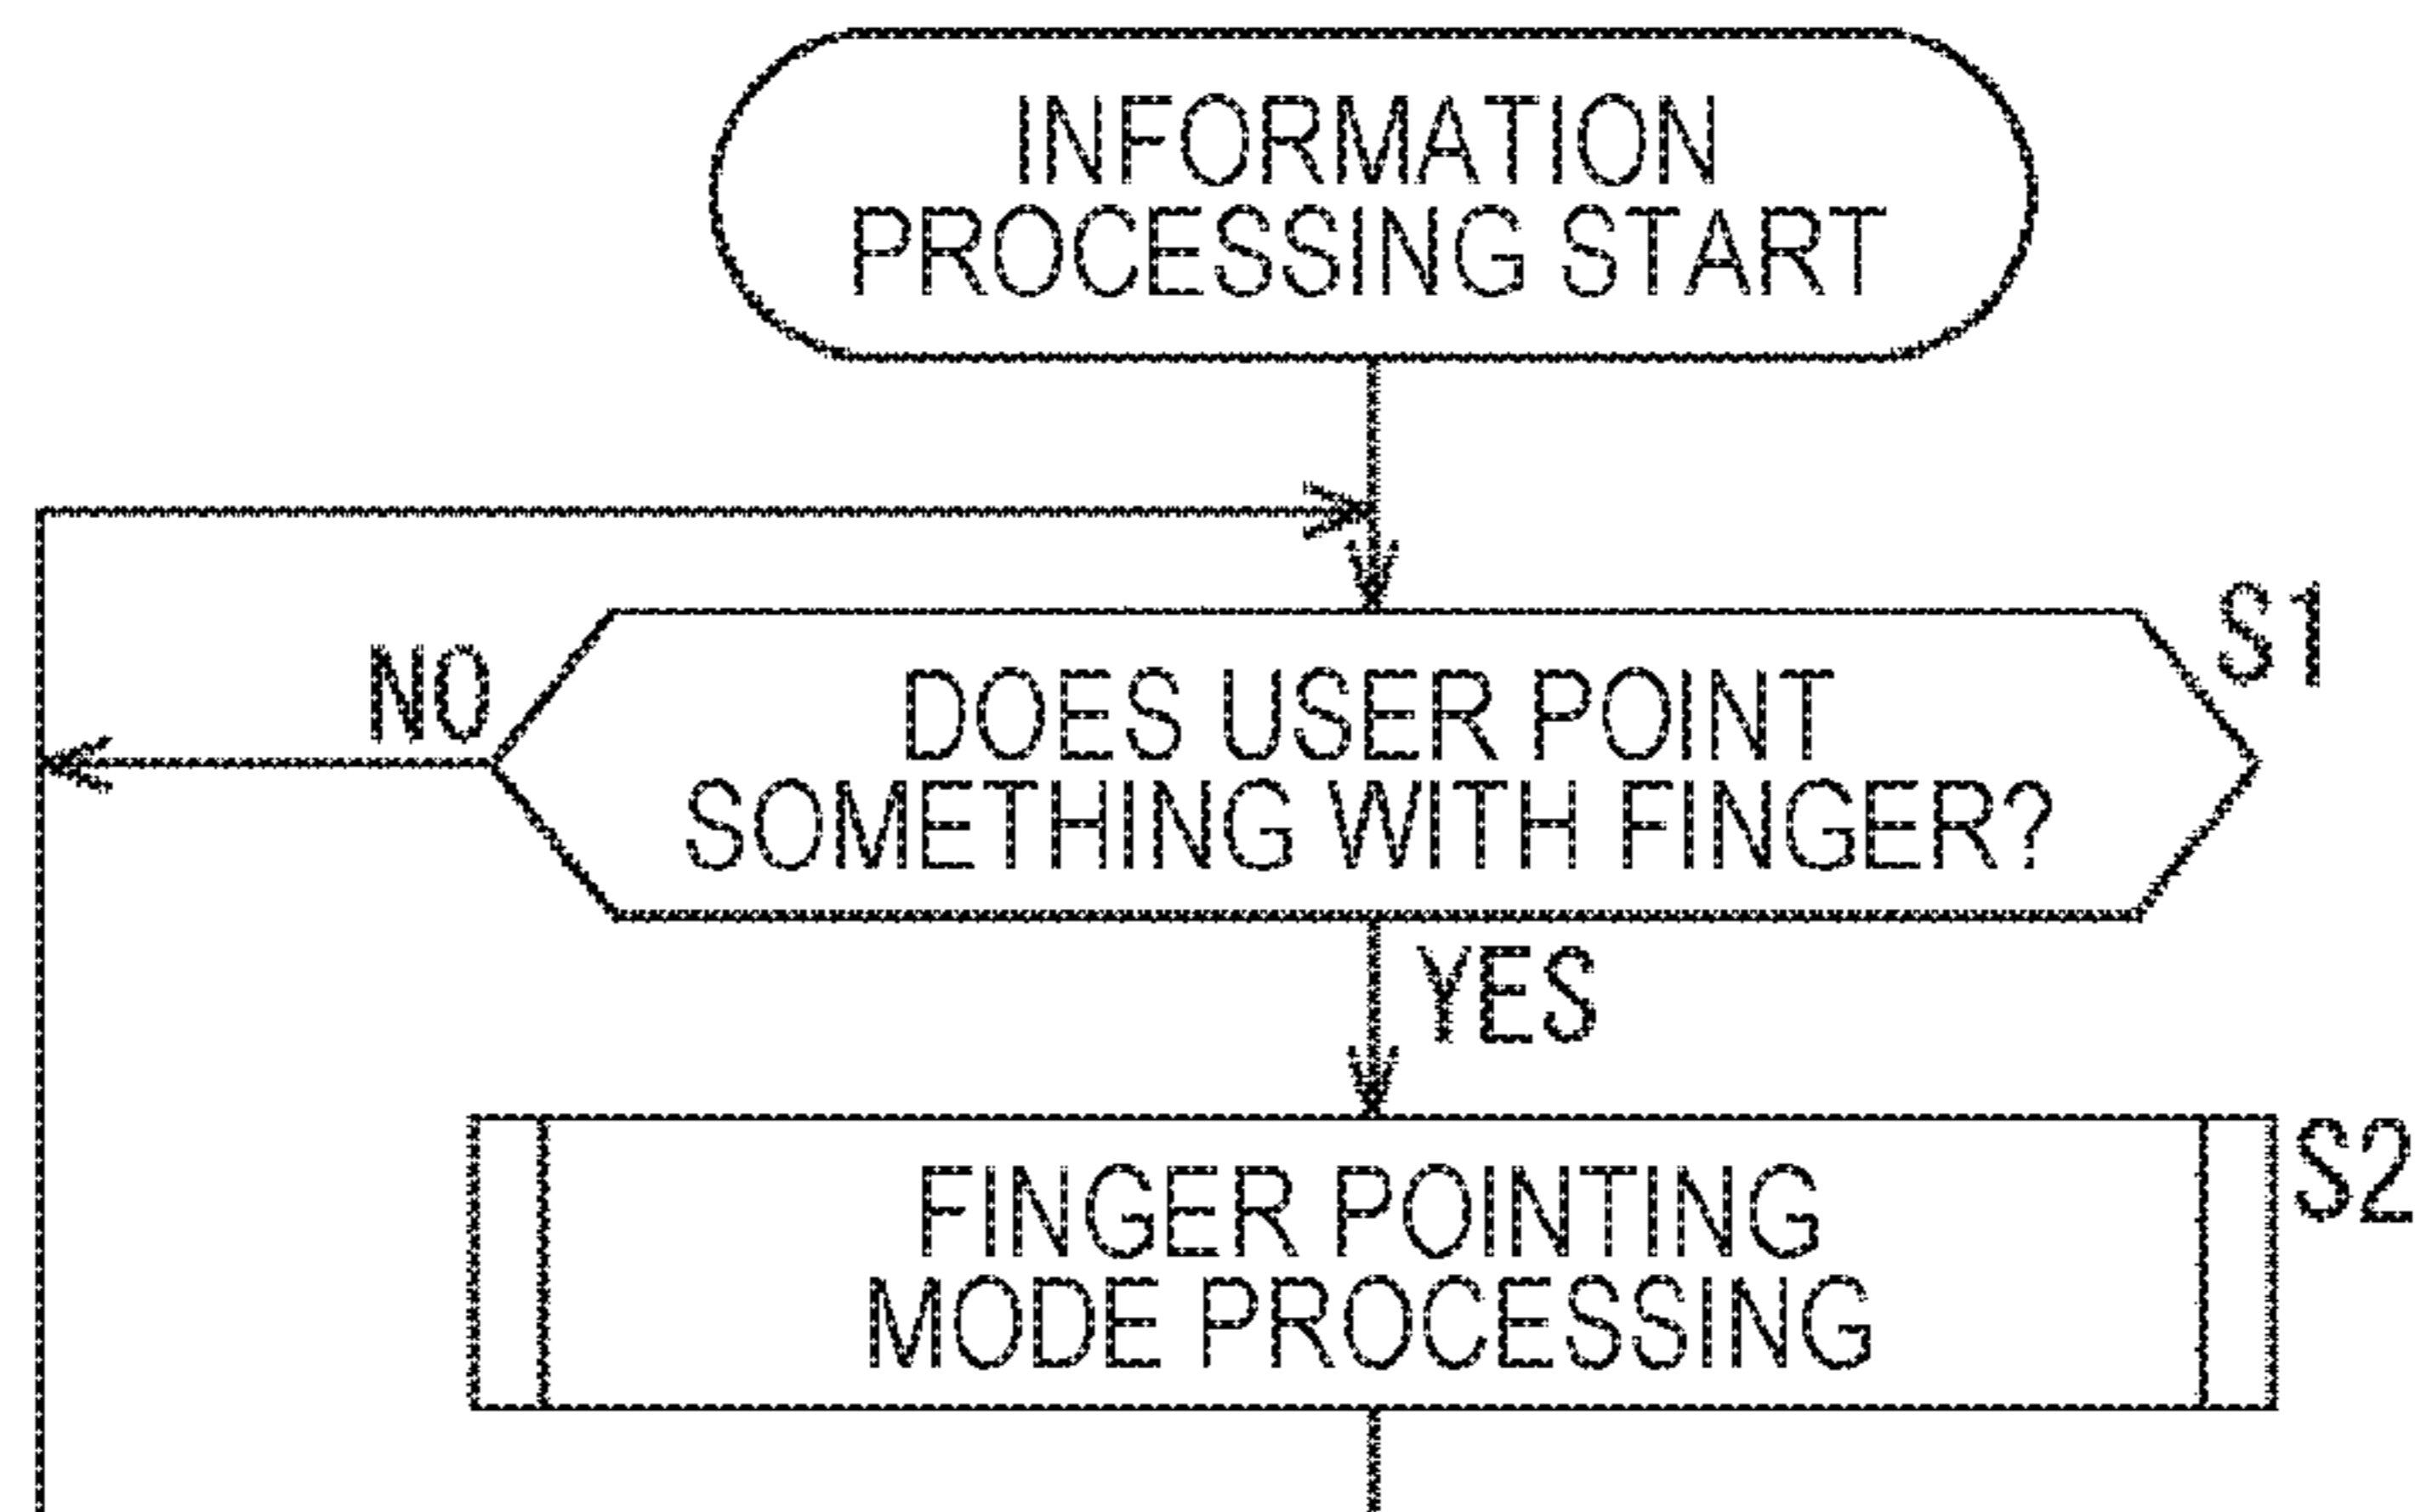 INFORMATION
PROCESSING START
S1
NO
DOES USER POINT
SOMETHING WITH FINGER?
YES
S2
FINGER POINTING
MODE PROCESSING